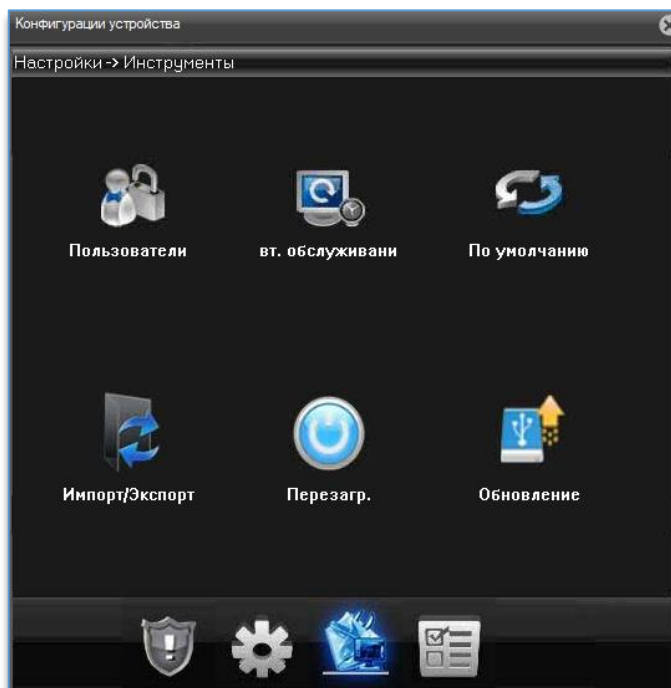 Конфигурации устройства
Настройки -> Инструменты
Пользователи
вт. обслуживани
По умолчанию
Импорт/Экспорт
Перезагр.
Обновление